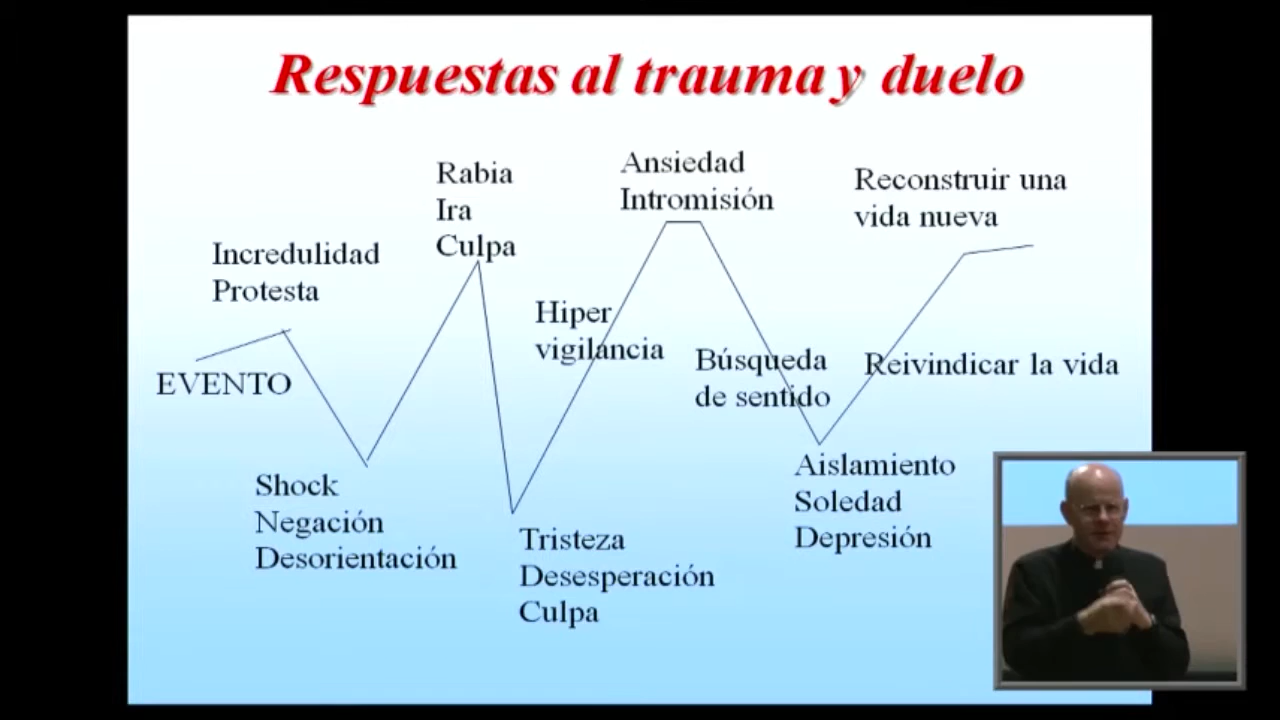 Respuestas al trauma y duelo
EVENTO
Incredulidad
Protesta
Shock
Negación
Desorientación
Rabia
Ira
Culpa
Tristeza
Desesperación
Culpa
Hiper
vigilancia
Ansiedad
Intromisión
Búsqueda
de sentido
Aislamiento
Soledad
Depresión
Reivindicar la vida
Reconstruir una
vida nueva